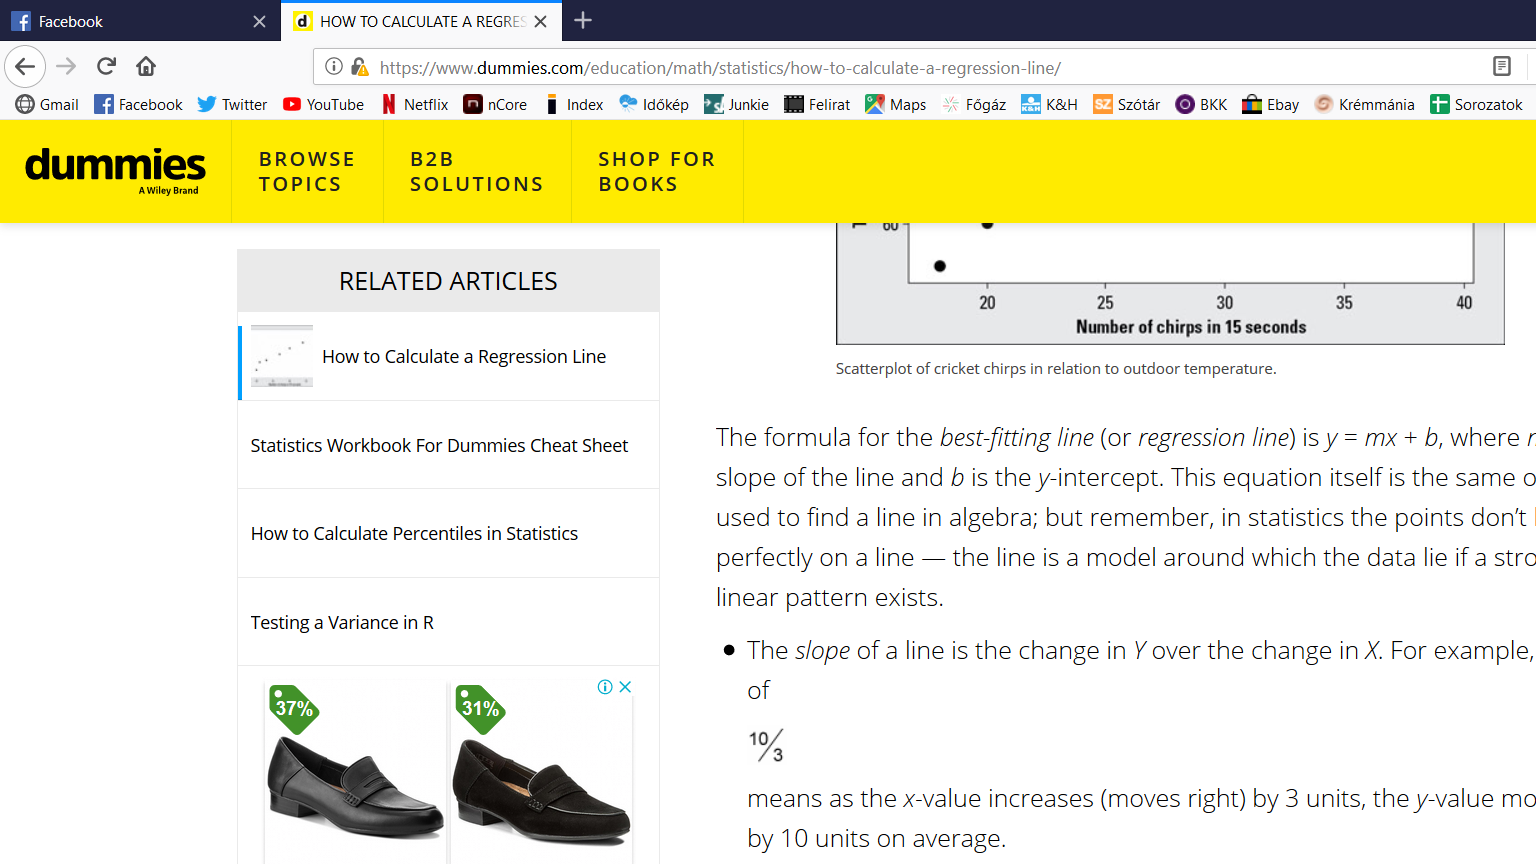 Facebook
HOW TO CALCULATE A REGRES
https://www.dummies.com/education/math/statistics/how-to-calculate-a-regression-line/
Gmail Facebook Twitter YouTube Netflix nCore Index Időkép Junkie Felirat Maps Főgáz K&H Szótár BKK Ebay Krémmánia Sorozatok
dummies
A Wiley Brand
BROWSE
TOPICS
B2B
SOLUTIONS
SHOP FOR
BOOKS
RELATED ARTICLES
How to Calculate a Regression Line
Statistics Workbook For Dummies Cheat Sheet
How to Calculate Percentiles in Statistics
Testing a Variance in R
37%
31%
60
20 25 30 35 40
Number of chirps in 15 seconds
Scatterplot of cricket chirps in relation to outdoor temperature.
The formula for the best-fitting line (or regression line) is y = mx + b, where
slope of the line and b is the y-intercept. This equation itself is the same
used to find a line in algebra; but remember, in statistics the points don’t
perfectly on a line — the line is a model around which the data lie if a stro
linear pattern exists.
• The slope of a line is the change in Y over the change in X. For example,
of
10/3
means as the x-value increases (moves right) by 3 units, the y-value mo
by 10 units on average.